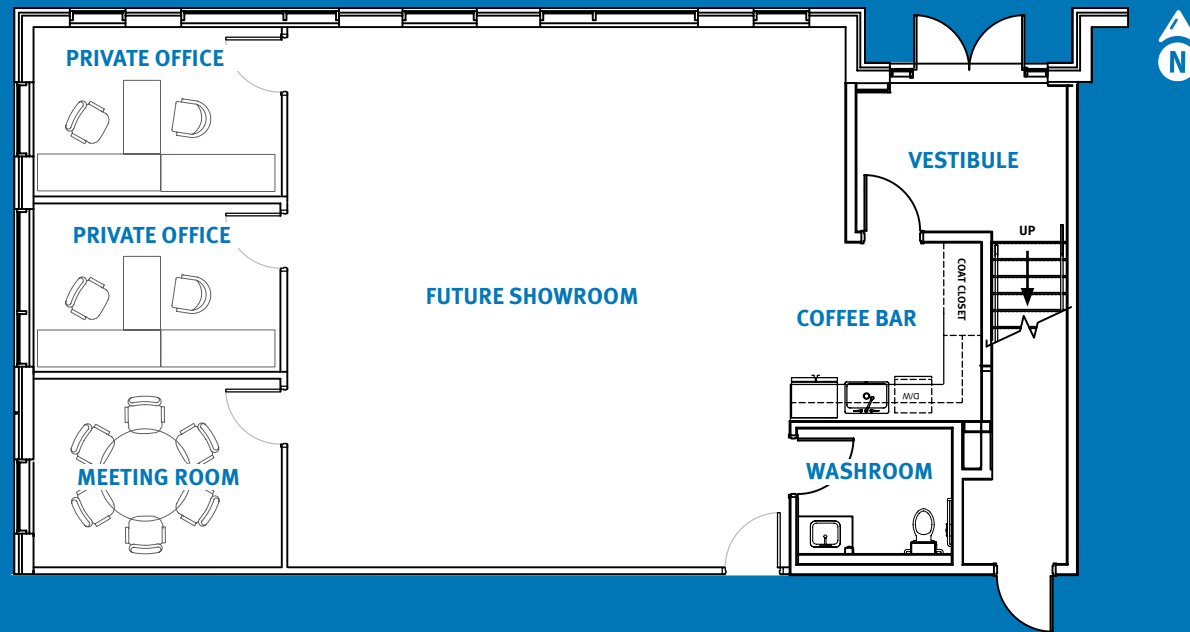 N
PRIVATE OFFICE
VESTIBULE
PRIVATE OFFICE
UP
COAT CLOSET
FUTURE SHOWROOM
COFFEE BAR
D/W
MEETING ROOM
WASHROOM